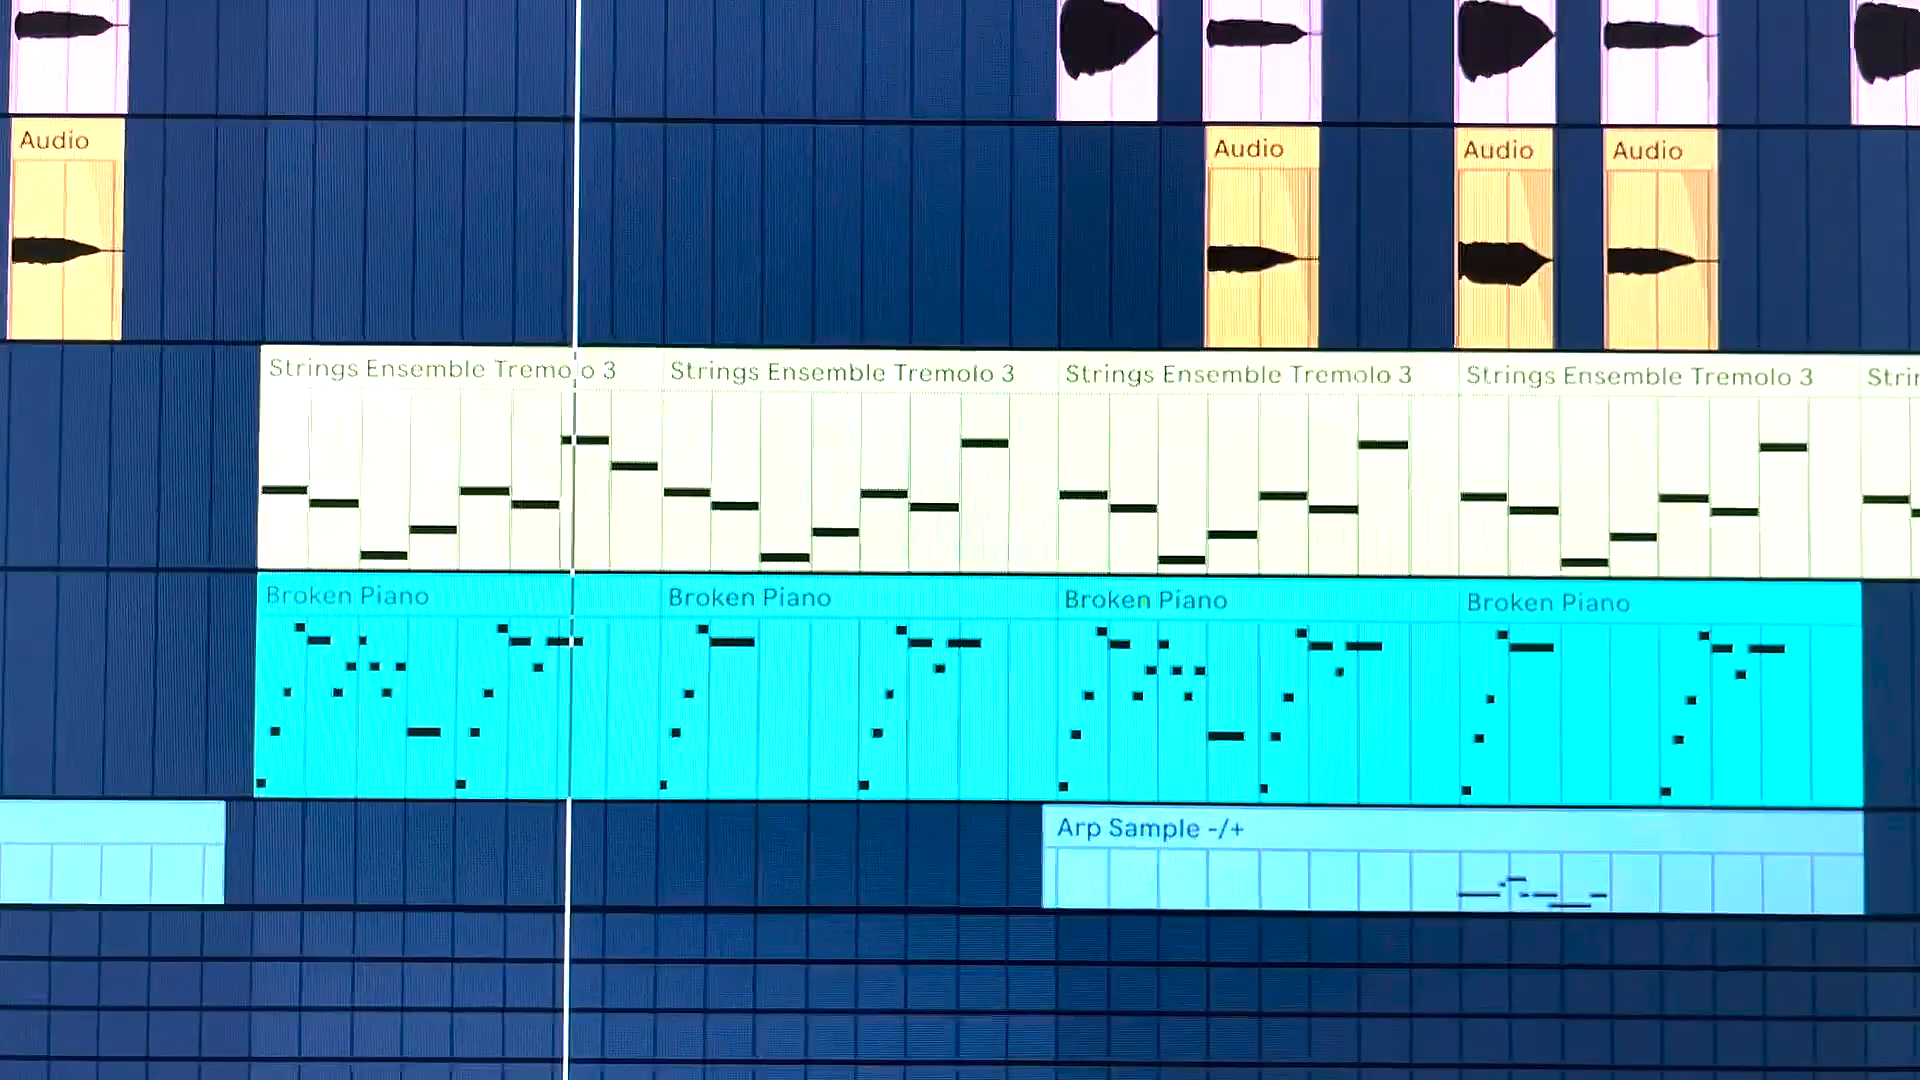 Audio
Audio
Audio
Audio
Strings Ensemble Tremolo 3
Strings Ensemble Tremolo 3
Strings Ensemble Tremolo 3
Strings Ensemble Tremolo 3
Strin
Broken Piano
Broken Piano
Broken Piano
Broken Piano
Arp Sample -/+